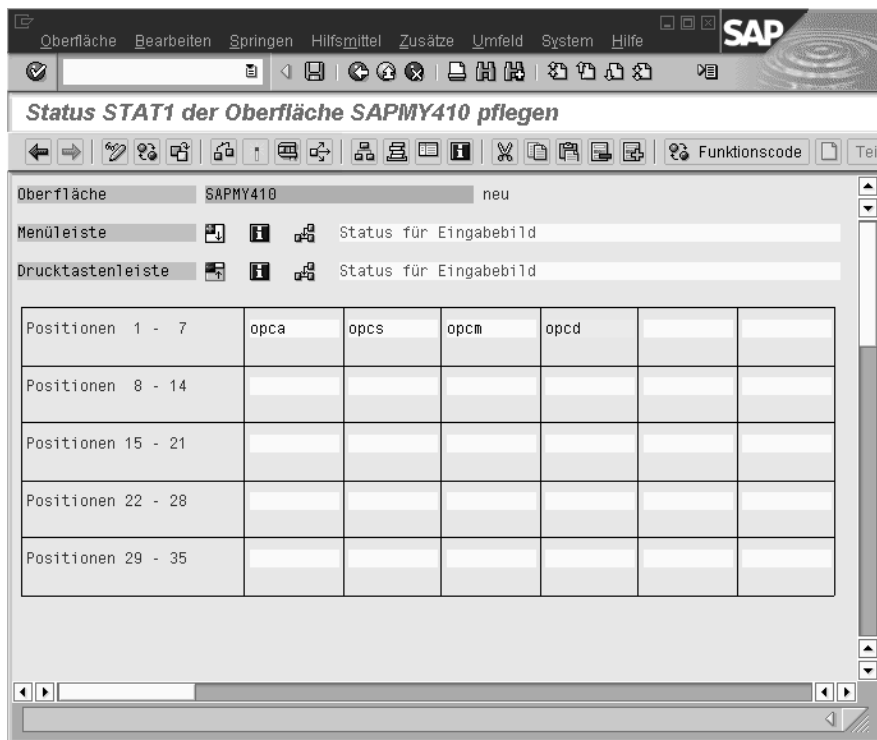 Oberfläche Bearbeiten Springen Hilfsmittel Zusätze Umfeld System Hilfe
SAP
Status STAT1 der Oberfläche SAPMY410 pflegen
Funktionscode Tei
Oberfläche SAPMY410 neu
Menüleiste Status für Eingabebild
Drucktastenleiste Status für Eingabebild
Positionen 1 - 7 opca opcs opcm opcd
Positionen 8 - 14
Positionen 15 - 21
Positionen 22 - 28
Positionen 29 - 35